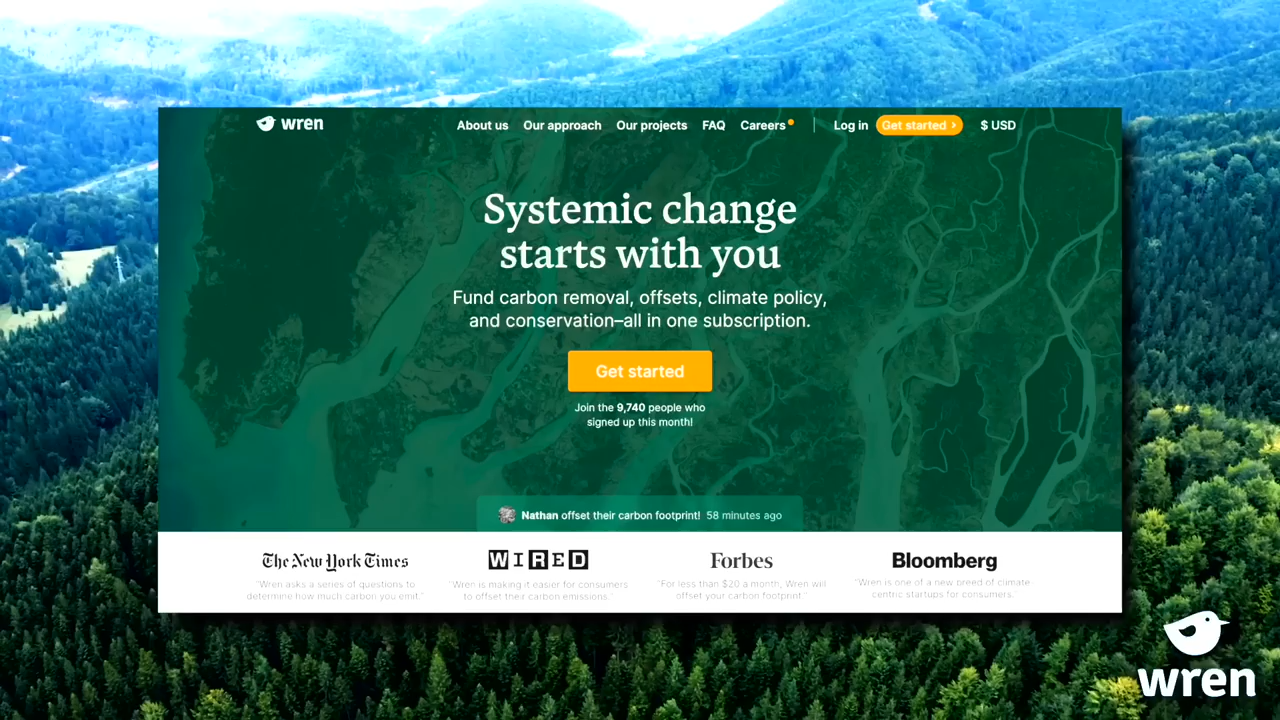 wren
About us Our approach Our projects FAQ Careers Log in Get started > $ USD
Systemic change
starts with you
Fund carbon removal, offsets, climate policy,
and conservation–all in one subscription.
Get started
Join the 9,740 people who
signed up this month!
Nathan offset their carbon footprint! 58 minutes ago
The New York Times WIRED Forbes Bloomberg
"Wren asks a series of questions to "Wren is making it easier for consumers "For less than $20 a month, Wren will "Wren is one of a new breed of climate-
determine how much carbon you emit." to offset their carbon emissions." offset your carbon footprint." centric startups for consumers."
wren